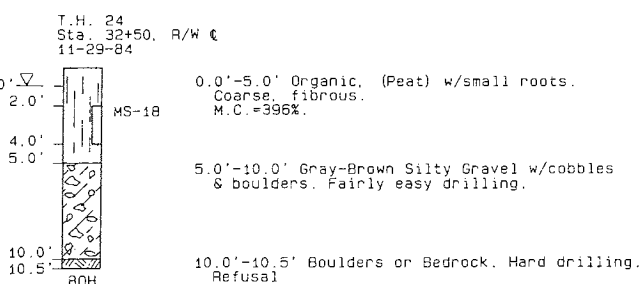 T.H. 24
Sta. 32+50, R/W ℄
11-29-84
0'
2.0'
4.0'
5.0'
10.0'
10.5'
MS-18
BOH
0.0'-5.0' Organic, (Peat) w/small roots.
Coarse, fibrous.
M.C.=396%.
5.0'-10.0' Gray-Brown Silty Gravel w/cobbles
& boulders. Fairly easy drilling.
10.0'-10.5' Boulders or Bedrock. Hard drilling.
Refusal